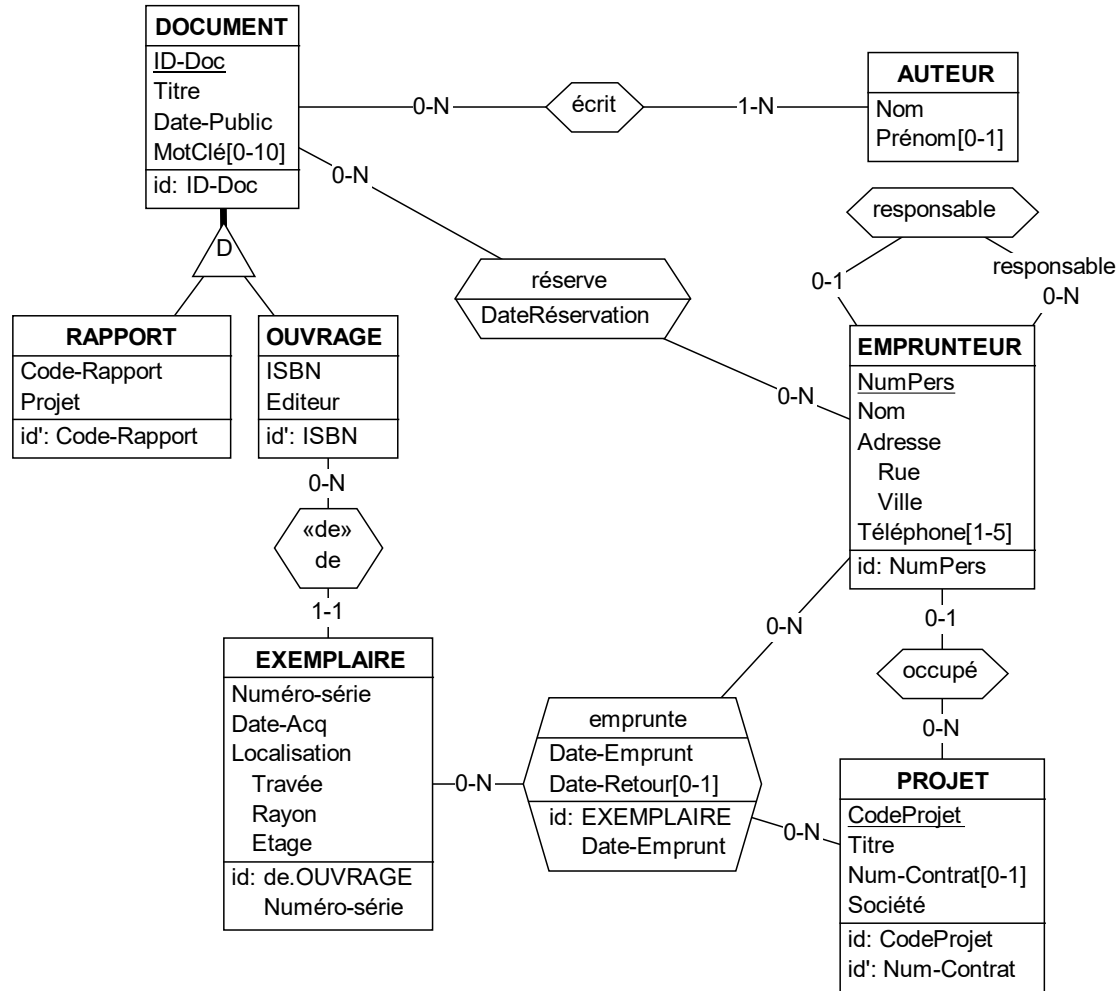 DOCUMENT
ID-Doc
Titre
Date-Public
MotClé[0-10]
id: ID-Doc
0-N
écrit
1-N
AUTEUR
Nom
Prénom[0-1]
0-N
responsable
responsable
0-1
0-N
D
réserve
DateRéservation
0-N
RAPPORT
Code-Rapport
Projet
id': Code-Rapport
OUVRAGE
ISBN
Editeur
id': ISBN
EMPRUNTEUR
NumPers
Nom
Adresse
Rue
Ville
Téléphone[1-5]
id: NumPers
0-N
«de»
de
1-1
0-N
0-1
occupé
0-N
EXEMPLAIRE
Numéro-série
Date-Acq
Localisation
Travée
Rayon
Etage
id: de.OUVRAGE
Numéro-série
0-N
emprunte
Date-Emprunt
Date-Retour[0-1]
id: EXEMPLAIRE
Date-Emprunt
0-N
PROJET
CodeProjet
Titre
Num-Contrat[0-1]
Société
id: CodeProjet
id': Num-Contrat